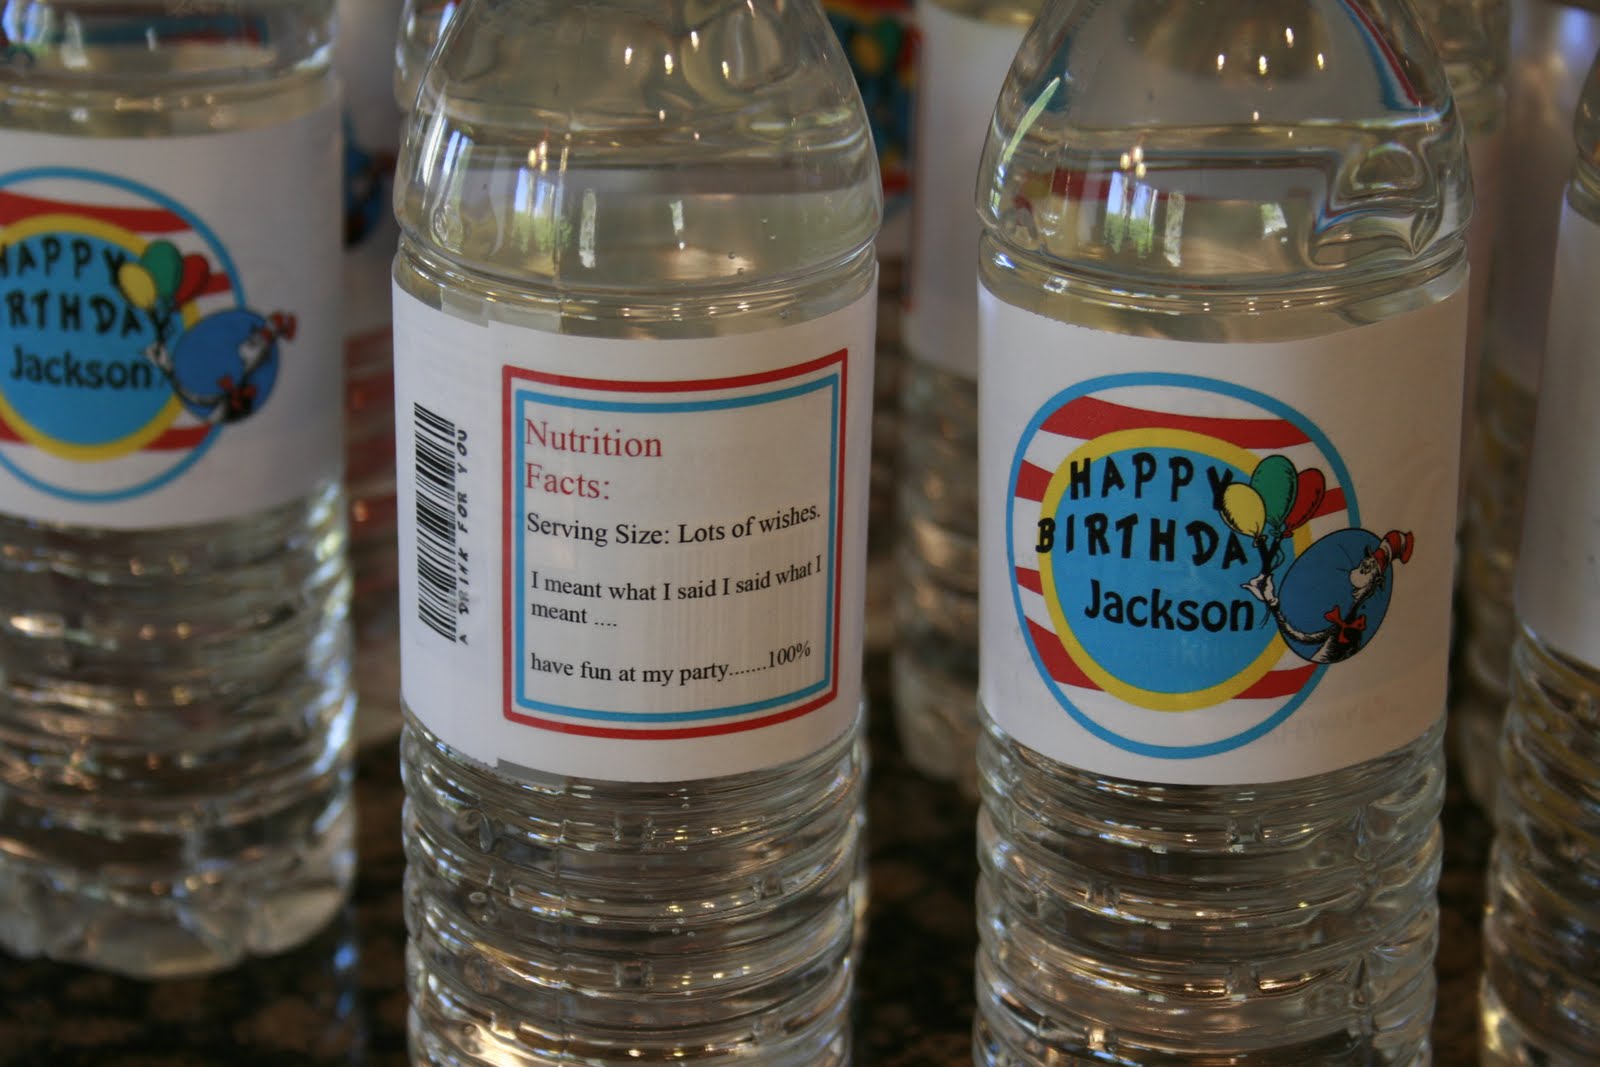 HAPPY
BIRTHDAY
Jackson
A DRINK FOR YOU
Nutrition
Facts:
Serving Size: Lots of wishes.
I meant what I said I said what I
meant ....
have fun at my party.......100%
HAPPY
BIRTHDAY
Jackson